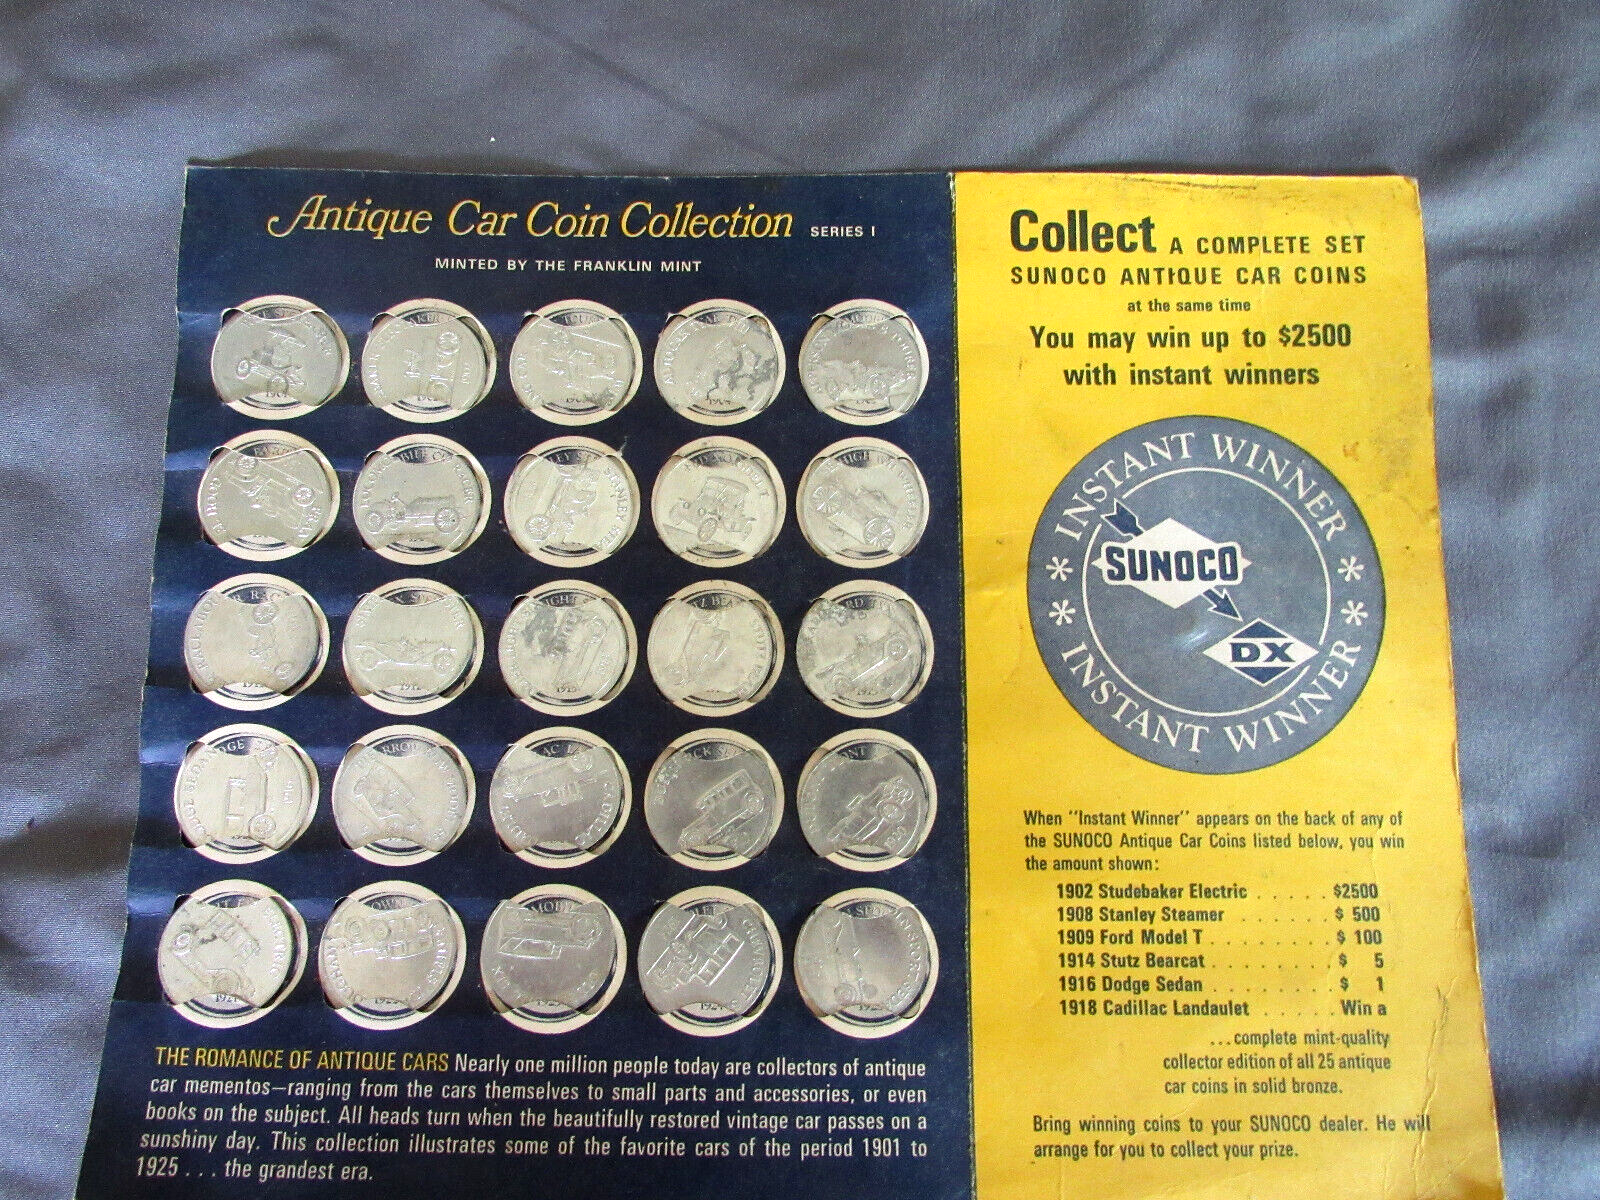 Antique Car Coin Collection SERIES I
MINTED BY THE FRANKLIN MINT
THE ROMANCE OF ANTIQUE CARS Nearly one million people today are collectors of antique
car mementos—ranging from the cars themselves to small parts and accessories, or even
books on the subject. All heads turn when the beautifully restored vintage car passes on a
sunshiny day. This collection illustrates some of the favorite cars of the period 1901 to
1925 . . . the grandest era.
Collect A COMPLETE SET
SUNOCO ANTIQUE CAR COINS
at the same time
You may win up to $2500
with instant winners
INSTANT WINNER
SUNOCO
DX
INSTANT WINNER
When "Instant Winner" appears on the back of any of
the SUNOCO Antique Car Coins listed below, you win
the amount shown:
1902 Studebaker Electric . . . . . . $2500
1908 Stanley Steamer . . . . . . . $ 500
1909 Ford Model T . . . . . . . . . $ 100
1914 Stutz Bearcat . . . . . . . . . $ 5
1916 Dodge Sedan . . . . . . . . . $ 1
1918 Cadillac Landaulet . . . . . Win a
...complete mint-quality
collector edition of all 25 antique
car coins in solid bronze.
Bring winning coins to your SUNOCO dealer. He will
arrange for you to collect your prize.